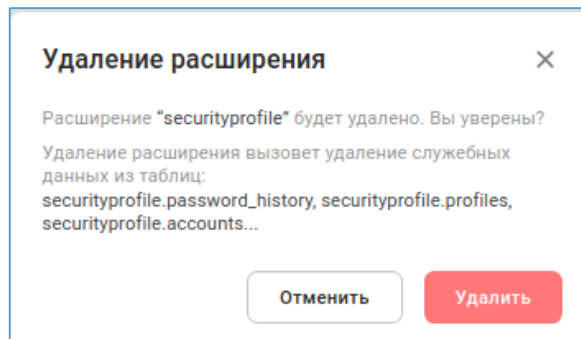 Удаление расширения
Расширение “securityprofile” будет удалено. Вы уверены?
Удаление расширения вызовет удаление служебных
данных из таблиц:
securityprofile.password_history, securityprofile.profiles,
securityprofile.accounts...
Отменить
Удалить